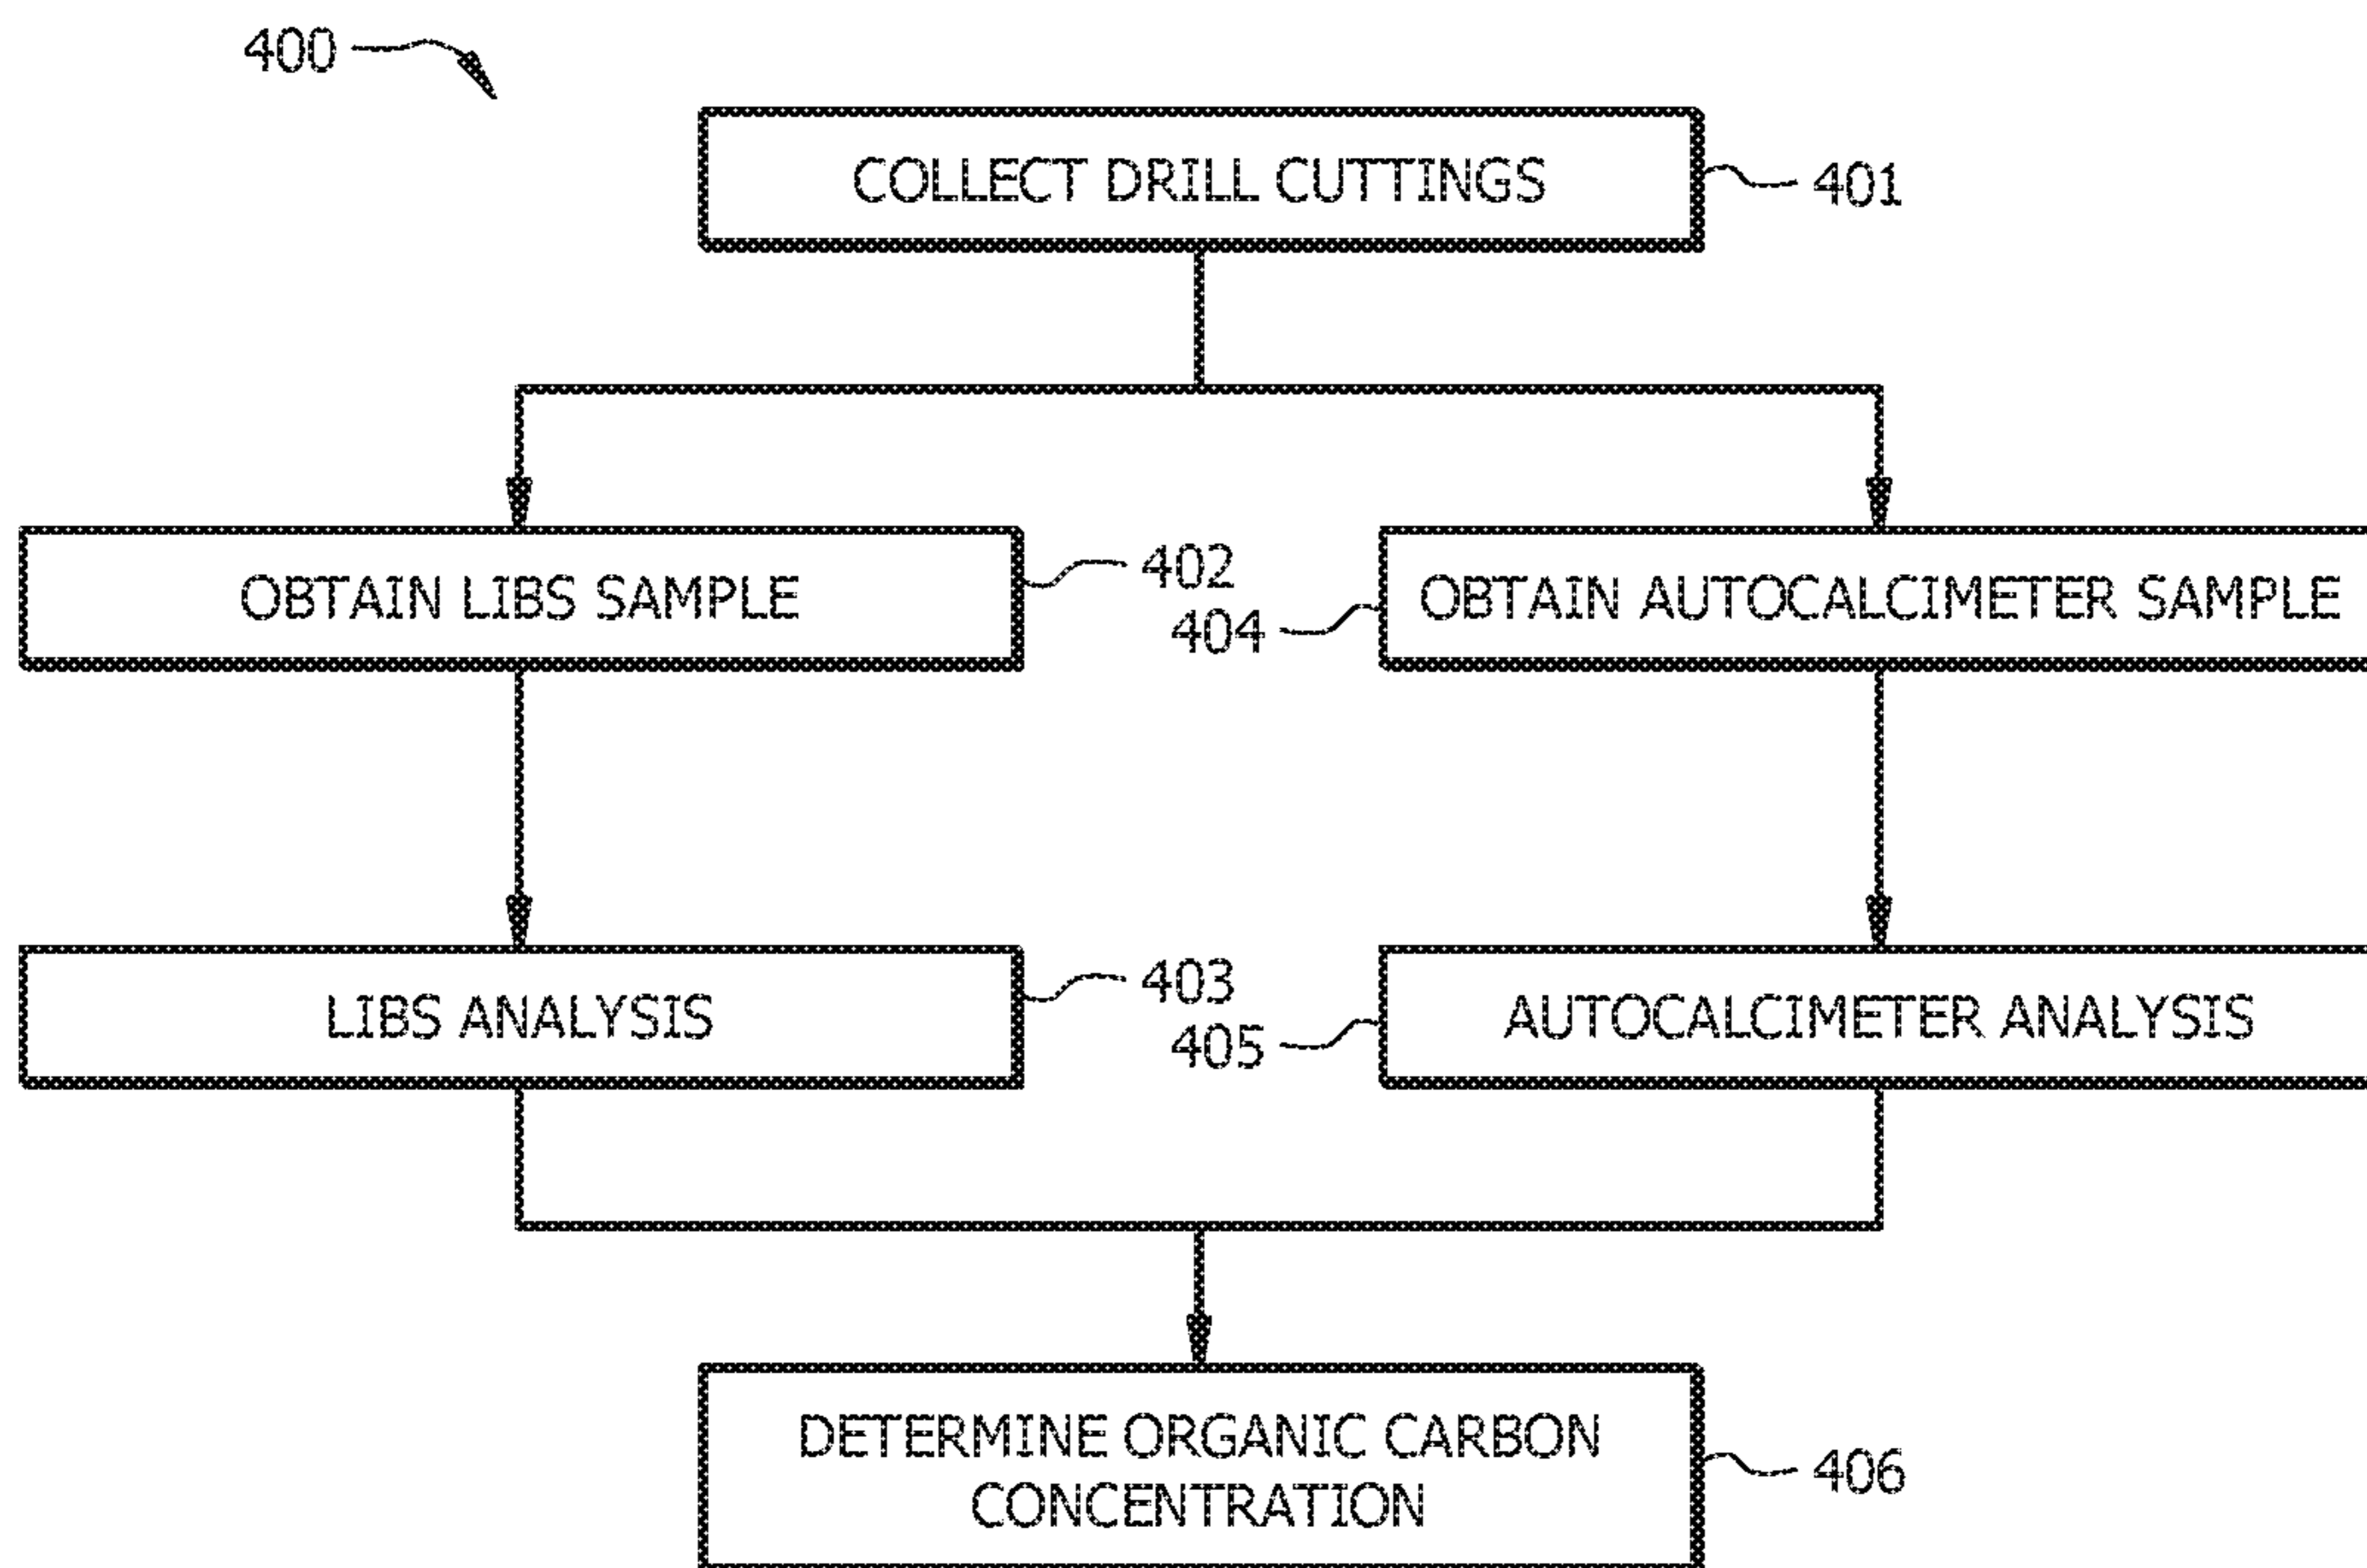 400
COLLECT DRILL CUTTINGS
401
OBTAIN LIBS SAMPLE
402
404
OBTAIN AUTOCALCIMETER SAMPLE
LIBS ANALYSIS
403
405
AUTOCALCIMETER ANALYSIS
DETERMINE ORGANIC CARBON
CONCENTRATION
406